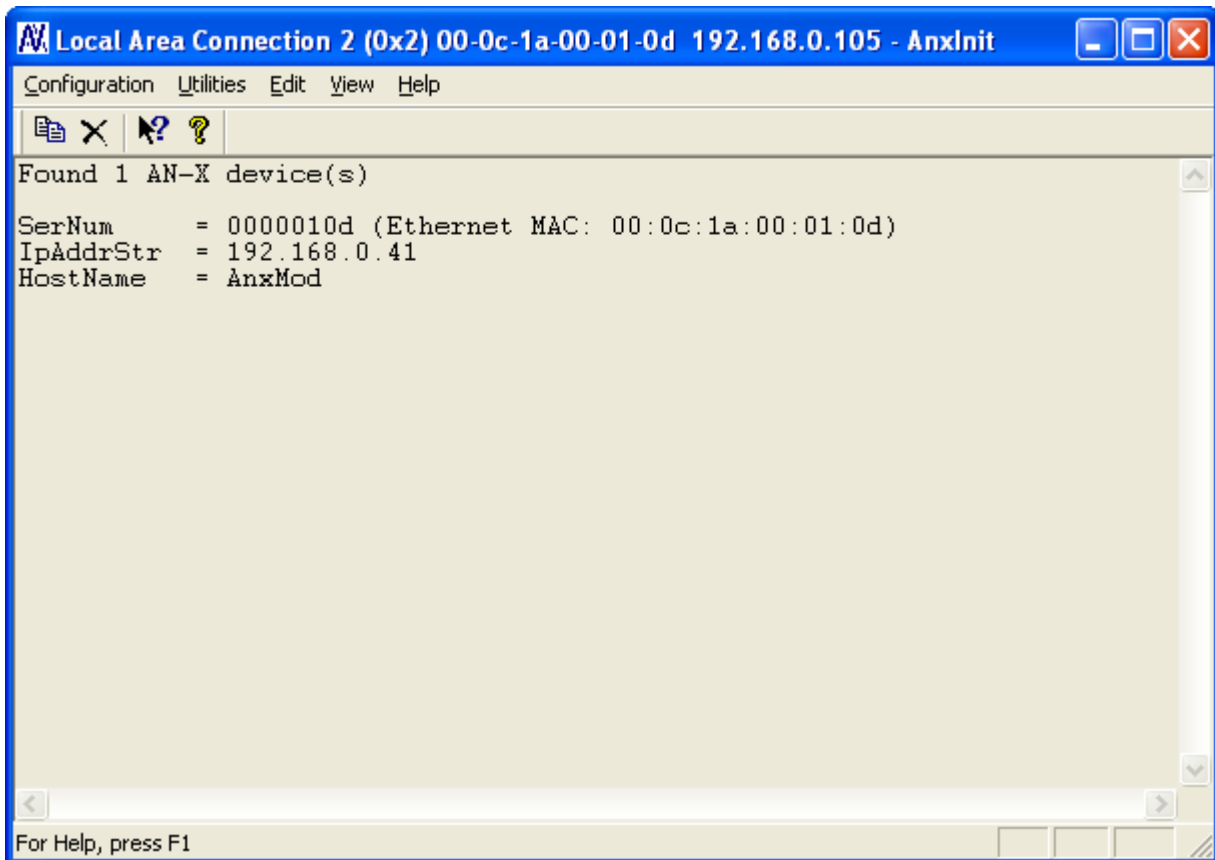 Local Area Connection 2 (0x2) 00-0c-1a-00-01-0d 192.168.0.105 - AnxInit
Configuration Utilities Edit View Help
Found 1 AN-X device(s)
SerNum = 0000010d (Ethernet MAC: 00:0c:1a:00:01:0d)
IpAddrStr = 192.168.0.41
HostName = AnxMod
For Help, press F1